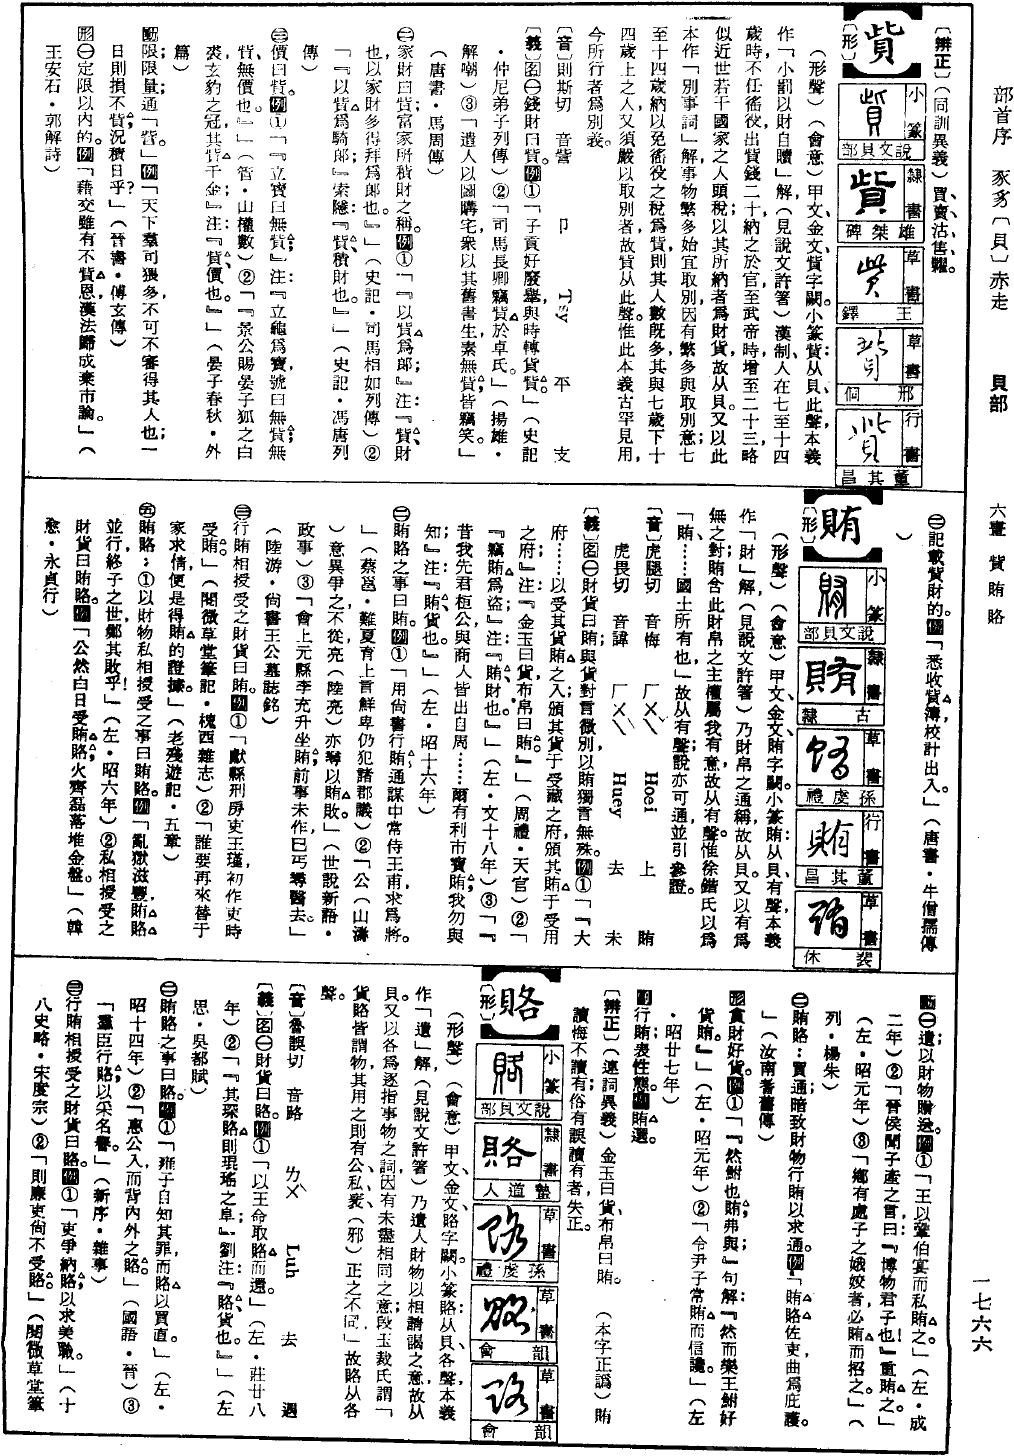 部首序 豕豸〔貝〕赤走 貝部 六畫 貲賄賂 一七六六
〔辨正〕（同訓異義）買、賣、沽、售、糶。
貲
小篆 說文貝部
隸書 雄桀碑
草書 王鐸
草書 邢侗
行書 董其昌
〔形〕
（形聲）（會意）甲文、金文貲字闕。小篆貲：从貝、此聲，本義
作「小罰以財自贖」解（見說文許箸）漢制、人在七至十四
歲時，不任徭役，出貲錢二十，納之於官，至武帝時，增至二十三，略
似近世若干國家之人頭稅；以其所納者爲財貨，故从貝。又以此
本作「別事詞」解，事物繁多始宜取別，因有繁多與取別意；七
至十四歲納以免徭役之稅爲貲，則其人數旣多，其與七歲下十
四歲上之人，又須嚴以取別者，故貲从此聲。惟此本義古罕見用，
今所行者爲別義。
〔音〕則斯切 音訾 ㄗ Tsy 平 支
〔義〕名㊀錢財曰貲。例①「子貢好廢擧，與時轉貨貲。」（史記
・仲尼弟子列傳）②「司馬長卿竊貲於卓氏。」（揚雄・
解嘲）③「遣人以圖購宅，衆以其舊書生，素無貲，皆竊笑。」
（唐書・馬周傳）
㊁家財曰貲，富家所積財之稱。例①「『以貲爲郎』注：『貲、財
也，以家財多得拜爲郎也。』」（史記・司馬相如列傳）②
「『以貲爲騎郎』索隱：『貲、積財也。』」（史記・馮唐列
傳）
㊂價曰貲。例①「『立寶曰無貲』注：『立龜爲寶，號曰無貲；無
貲，無價也。』」（管・山權數）②「『景公賜晏子狐之白
裘，玄豹之冠，其貲千金』注：『貲、價也。』」（晏子春秋・外
篇）
動限；限量；通「訾。」例「天下羣司猥多，不可不審得其人也；一
日則損不貲，況積日乎？」（晉書・傅玄傳）
形㊀定限以內的。例「藉交雖有不貲恩，漢法歸成棄市論。」（
王安石・郭解詩）
㊁記載貲財的。例「悉收貲簿，校計出入。」（唐書・牛僧孺傳
）
賄
小篆 說文貝部
隸書 古隸
草書 孫虔禮
行書 董其昌
草書 裴休
〔形〕
（形聲）（會意）甲文、金文賄字闕。小篆賄：从貝、有聲，本義
作「財」解（見說文許箸）乃財帛之通稱，故从貝。又以有爲
無之對，賄含此財帛之主權屬我有意，故从有聲。惟徐鍇氏以爲
「賄……國土所有也，」故从有聲，說亦可通，並引參證。
〔音〕虎腿切 音悔 ㄏㄨㄟˇ Hoei 上 賄
虎畏切 音諱 ㄏㄨㄟˋ Huey 去 未
〔義〕名㊀財貨曰賄；與貨對言微別，以賄獨言無殊。例①「『大
府……以受其貨賄之入，頒其貨于受藏之府，頒其賄于受用
之府』注：『金玉曰貨，布帛曰賄。』」（周禮・天官）②「
『竊賄爲盜』注：『賄、財也。』」（左・文十八年）③「『
昔我先君桓公，與商人皆出自周……爾有利市寶賄，我勿與
知』注：『賄、貨也。』」（左・昭十六年）
㊁賄賂之事曰賄。例①「用尙書行賄通謀中常侍王甫，求爲將。
」（蔡邕・難夏育上言鮮卑仍犯諸郡議）②「公（山濤
）意異，爭之不從，亮（陸亮）亦尋以賄敗」（世說新語・
政事）③「會上元縣李充升坐賄，前事未作，已丐尋醫去。」
（陸游・尙書王公墓誌銘）
㊂行賄相授受之財貨曰賄。例①「獻縣刑房吏王瑾，初作吏時
受賄。」（閱微草堂筆記・槐西雜志）②「誰要再來替于
家求情，便是得賄的證據。」（老殘遊記・五章）
㊃賄賂：①以財物私相授受之事曰賄賂。例「亂獄滋豐，賄賂
並行，終子之世，鄭其敗乎！」（左・昭六年）②私相授受之
財貨曰賄賂。例「公然白日受賄賂，火齊磊落堆金盤。」（韓
愈・永貞行）
動㊀遺；以財物贈送。例①「王以鞏伯宴而私賄之。」（左・成
二年）②「晉侯聞子產之言曰：『博物君子也！』重賄之。」
（左・昭元年）③「鄕有處子之娥姣者，必賄而招之。」（
列・楊朱）
㊁賄賂；買通；暗致財物行賄以求通。例「賄賂佐吏，曲爲庇護
」（汝南耆舊傳）
形貪財好貨。例①「『然鮒也賄，弗與』句解：『然而樂王鮒好
貨賄。』」（左・昭元年）②「令尹子常賄而信讒。」（左
・昭廿七年）
副行賄表性態。例賄選。
〔辨正〕（連詞異義）金玉曰貨，布帛曰賄。 （本字正譌）賄
讀悔不讀有，俗有誤讀有者失正。
賂
小篆 說文貝部
隸書 蟄道人
草書 孫虔禮
草書 韻會
草書 韻會
〔形〕
（形聲）（會意）甲文、金文賂字闕。小篆賂：从貝、各聲，本義
作「遺」解，（見說文許箸）乃遺人財物以相請謁之意，故从
貝。又以各爲逐指事物之詞，因有未盡相同之意；段玉裁氏謂「
貨賂皆謂物，其用之則有公、私、衺（邪）正之不同」故賂从各
聲。
〔音〕魯誤切 音路 ㄌㄨˋ Luh 去 遇
〔義〕名㊀財貨曰賂。例①「以王命取賂而還。」（左・莊廿八
年）②「『其琛賂則琨瑤之阜』劉注：『賂、貨也。』」（左
思・吳都賦）
㊁賄賂之事曰賂。例①「雍子自知其罪，而賂以買直。」（左・
昭十四年）②「惠公入而背內外之賂。」（國語・晉）③
「羣臣行賂以采名譽。」（新序・雜事）
㊂行賄相授受之財貨曰賂。例①「吏爭納賂，以求美職。」（十
八史略・宋度宗）②「則廉吏尙不受賂。」（閱微草堂筆